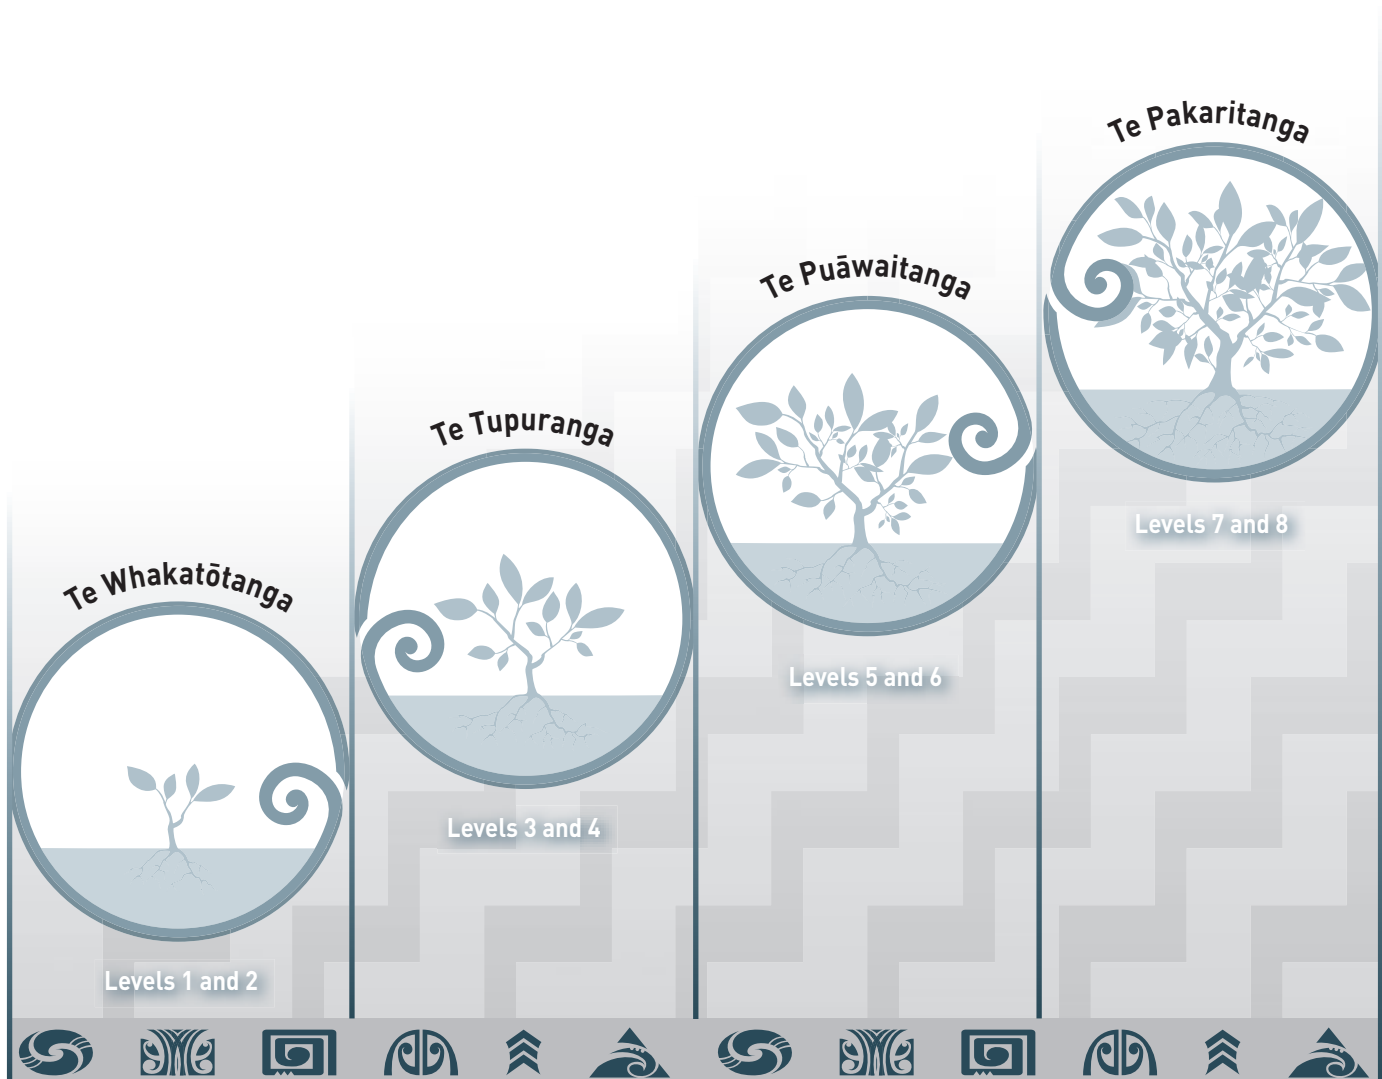 Te Whakatōtanga
Levels 1 and 2
Te Tupuranga
Levels 3 and 4
Te Puāwaitanga
Levels 5 and 6
Te Pakaritanga
Levels 7 and 8